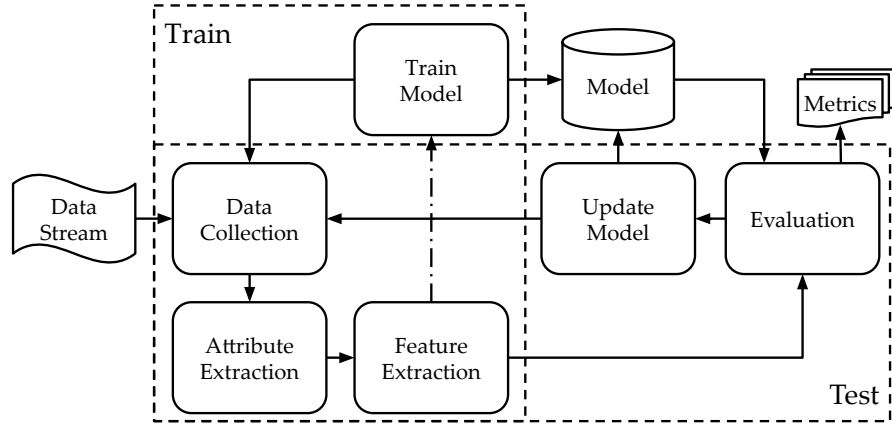 Train
Train
Model
Model
Metrics
Data
Stream
Data
Collection
Update
Model
Evaluation
Attribute
Extraction
Feature
Extraction
Test